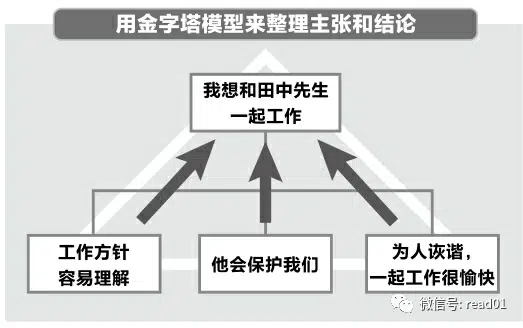 用金字塔模型来整理主张和结论
我想和田中先生
一起工作
工作方针
容易理解
他会保护我们
为人诙谐，
一起工作很愉快
微信号: read01